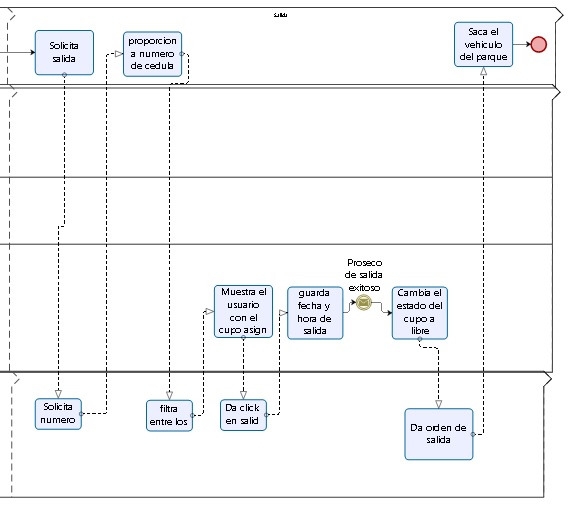 Salida
Solicita
salida
proporcion
a numero
de cedula
Saca el
vehiculo
del parque
Proseco
de salida
exitoso
Muestra el
usuario
con el
cupo asign
guarda
fecha y
hora de
salida
Cambia el
estado del
cupo a
libre
Solicita
numero
filtra
entre los
Da click
en salid
Da orden de
salida